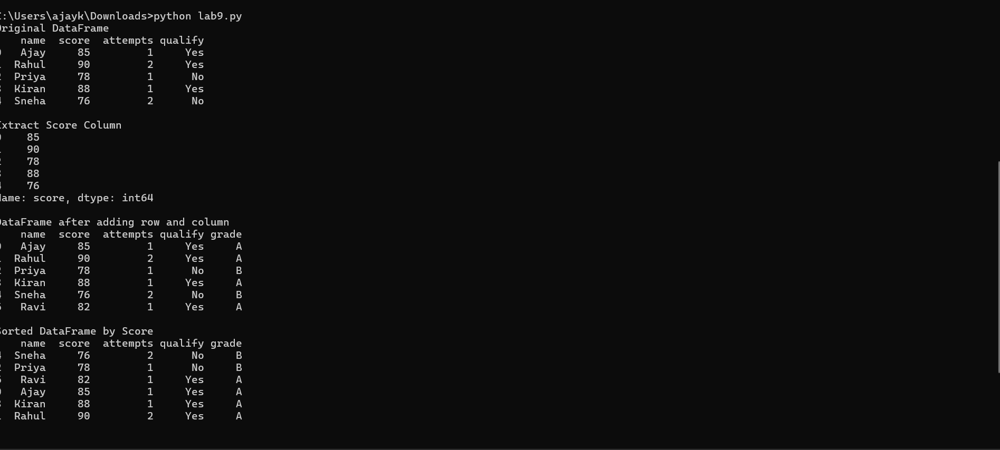 :\Users\ajayk\Downloads>python lab9.py
Original DataFrame
    name  score  attempts qualify
0   Ajay     85         1     Yes
1  Rahul     90         2     Yes
2  Priya     78         1      No
3  Kiran     88         1     Yes
4  Sneha     76         2      No
Extract Score Column
0    85
1    90
2    78
3    88
4    76
Name: score, dtype: int64
DataFrame after adding row and column
    name  score  attempts qualify grade
0   Ajay     85         1     Yes     A
1  Rahul     90         2     Yes     A
2  Priya     78         1      No     B
3  Kiran     88         1     Yes     A
4  Sneha     76         2      No     B
5   Ravi     82         1     Yes     A
Sorted DataFrame by Score
    name  score  attempts qualify grade
4  Sneha     76         2      No     B
2  Priya     78         1      No     B
5   Ravi     82         1     Yes     A
0   Ajay     85         1     Yes     A
3  Kiran     88         1     Yes     A
1  Rahul     90         2     Yes     A